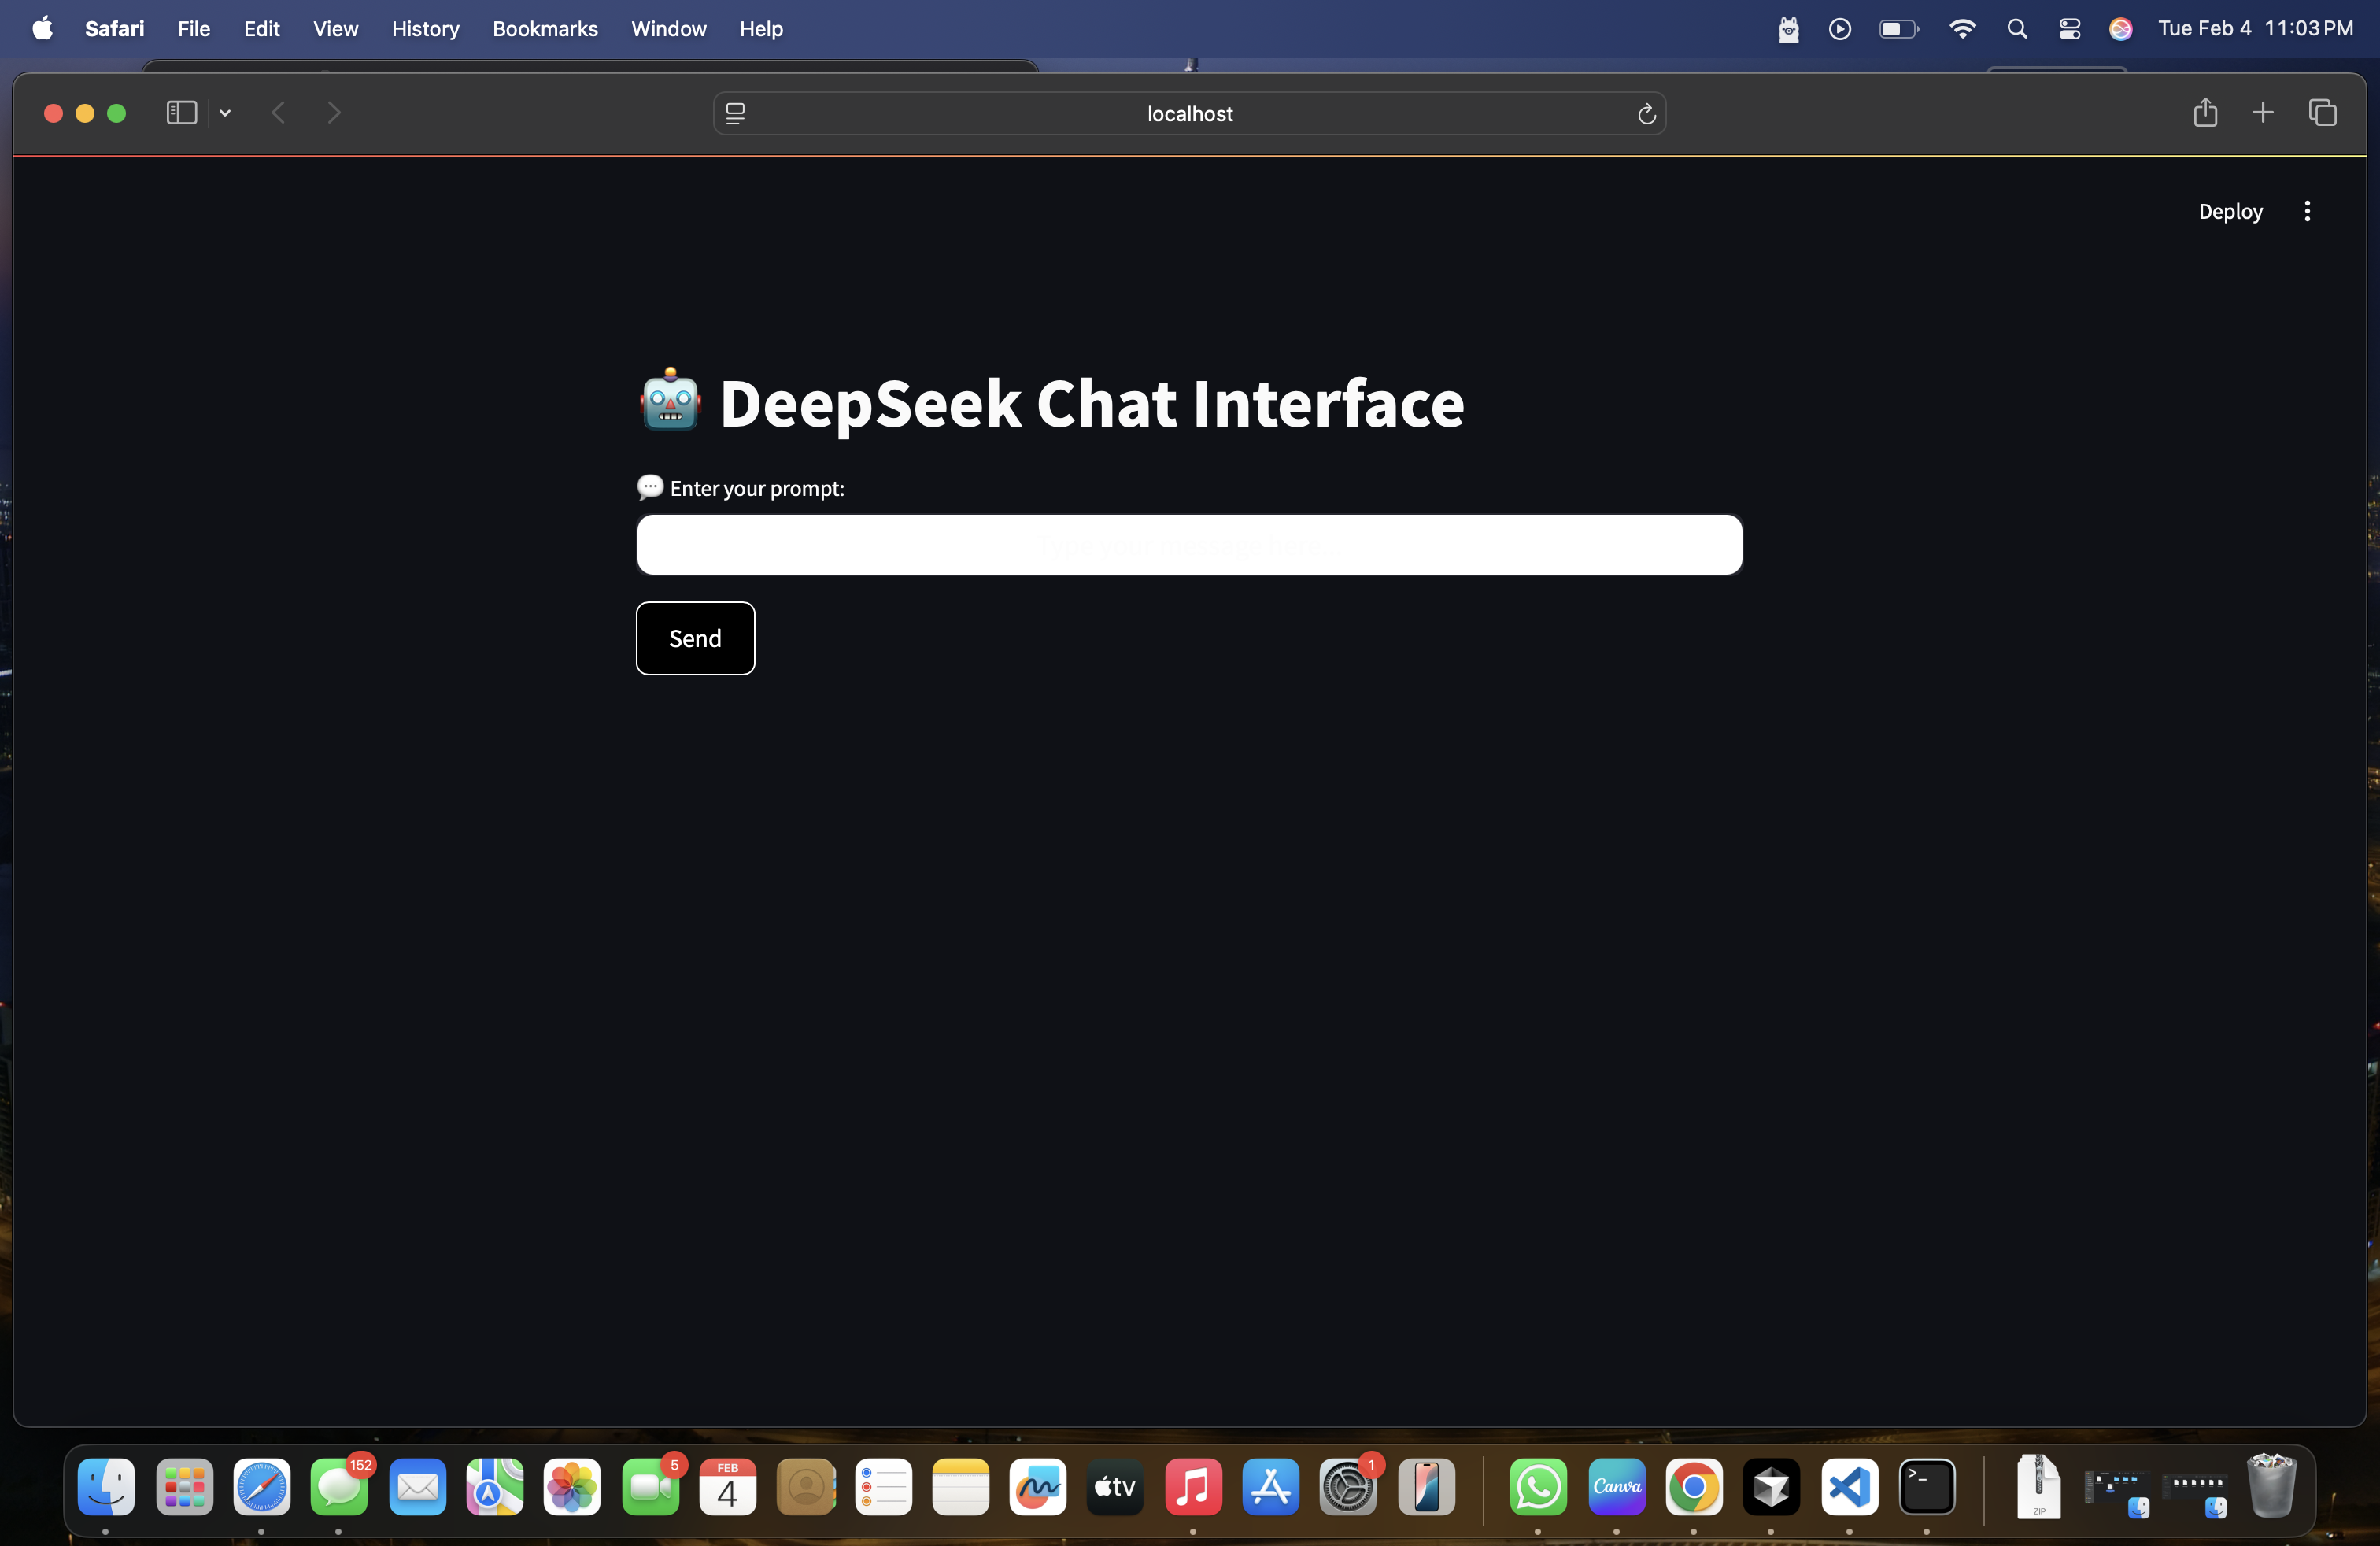 Safari File Edit View History Bookmarks Window Help Tue Feb 4 11:03 PM
localhost
Deploy
DeepSeek Chat Interface
Enter your prompt:
Send
152
5
FEB
4
tv
1
Canva
>_
ZIP